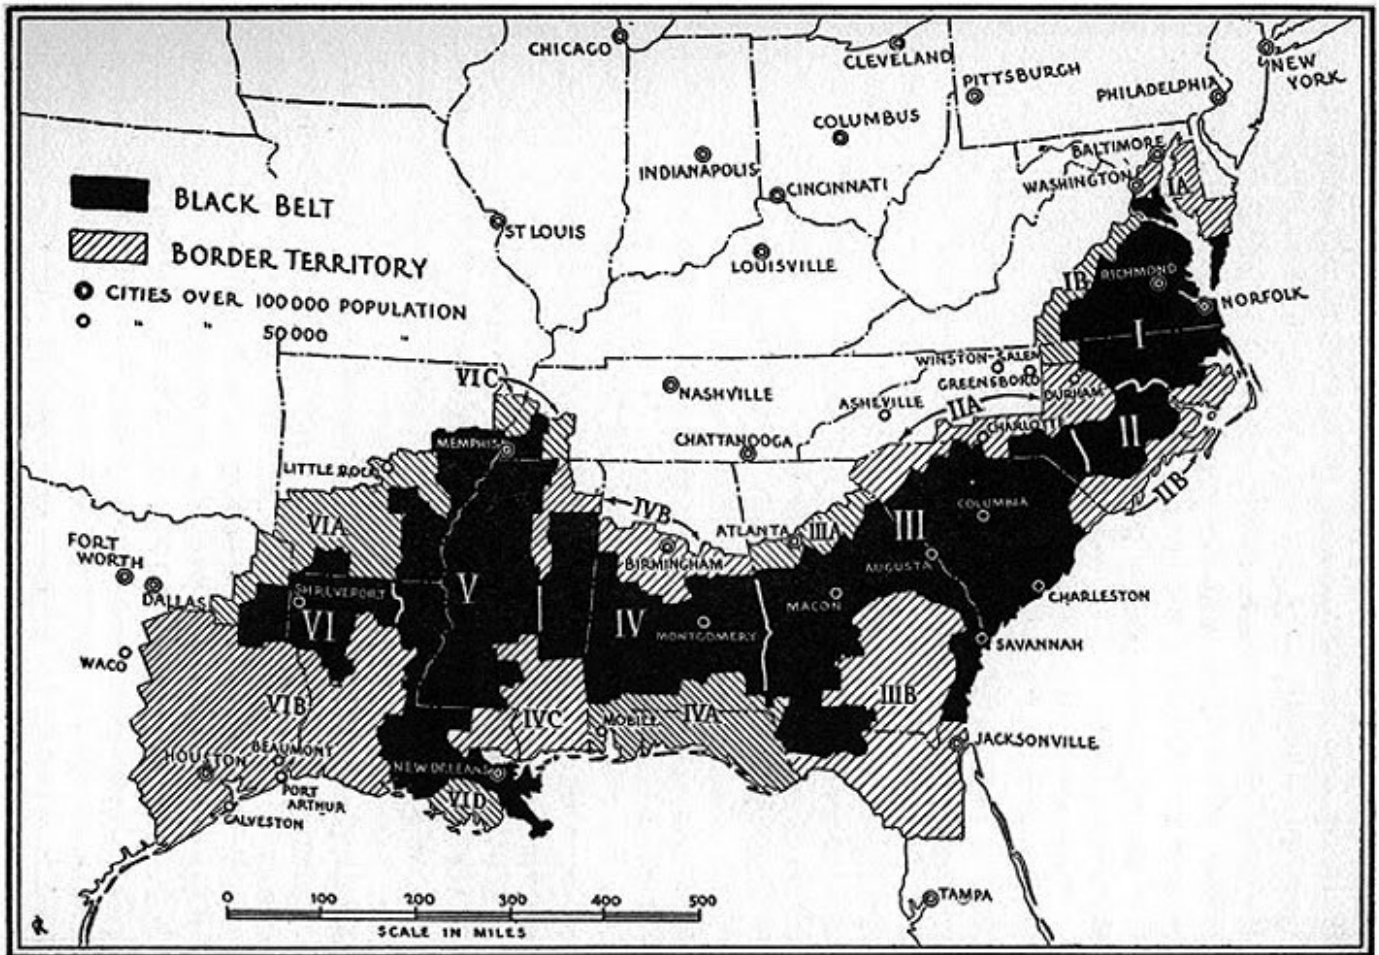 CHICAGO
CLEVELAND
PITTSBURGH
NEW
YORK
PHILADELPHIA
COLUMBUS
INDIANAPOLIS
CINCINNATI
BALTIMORE
WASHINGTON
IA
BLACK BELT
BORDER TERRITORY
CITIES OVER 100000 POPULATION
" " 50000 "
ST LOUIS
LOUISVILLE
IB
RICHMOND
NORFOLK
I
VIC
NASHVILLE
WINSTON-SALEM
GREENSBORO
DURHAM
ASHEVILLE
IIA
CHARLOTTE
II
IIB
MEMPHIS
CHATTANOOGA
LITTLE ROCK
VIA
IVB
ATLANTA
IIIA
III
COLUMBIA
FORT
WORTH
DALLAS
BIRMINGHAM
AUGUSTA
SHREVEPORT
V
VI
IV
MONTGOMERY
MACON
CHARLESTON
SAVANNAH
WACO
VIB
IVC
MOBILE
IVA
IIIB
JACKSONVILLE
HOUSTON
BEAUMONT
PORT
ARTHUR
GALVESTON
NEW ORLEANS
VID
TAMPA
0 100 200 300 400 500
SCALE IN MILES